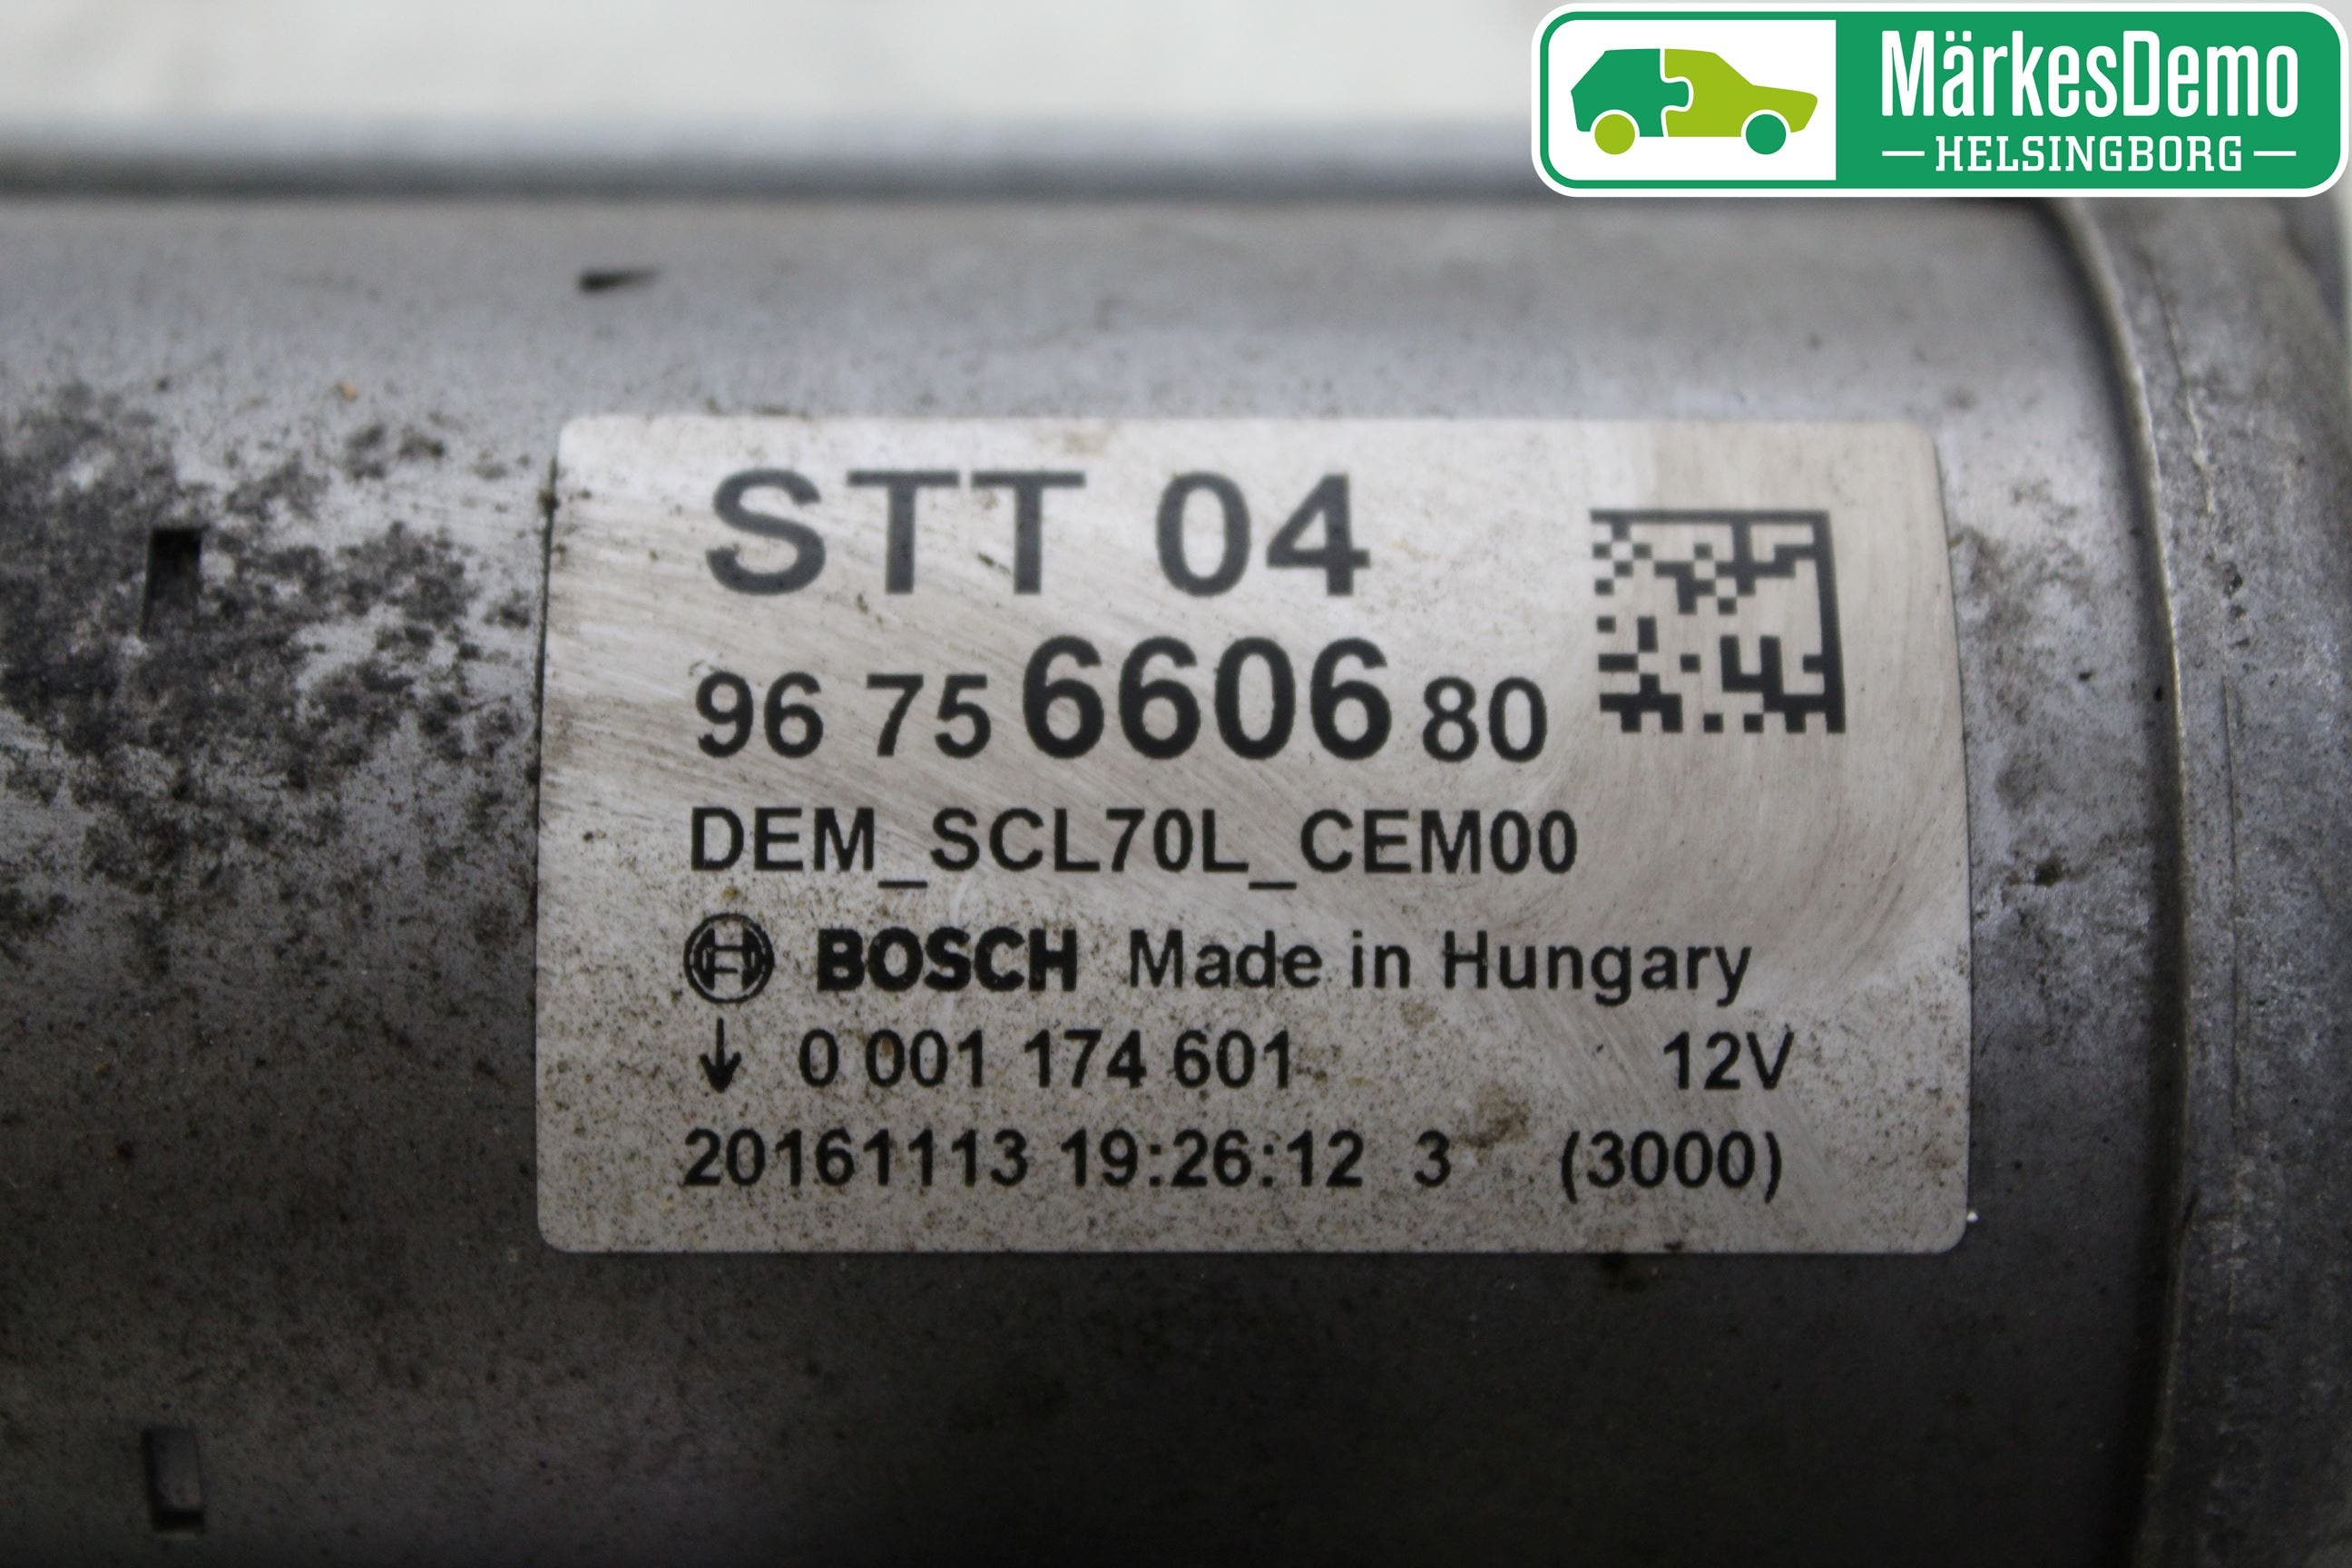 MärkesDemo
HELSINGBORG
STT 04
96 75 6606 80
DEM_SCL70L_CEM00
BOSCH Made in Hungary
↓ 0 001 174 601 12V
20161113 19:26:12 3 (3000)